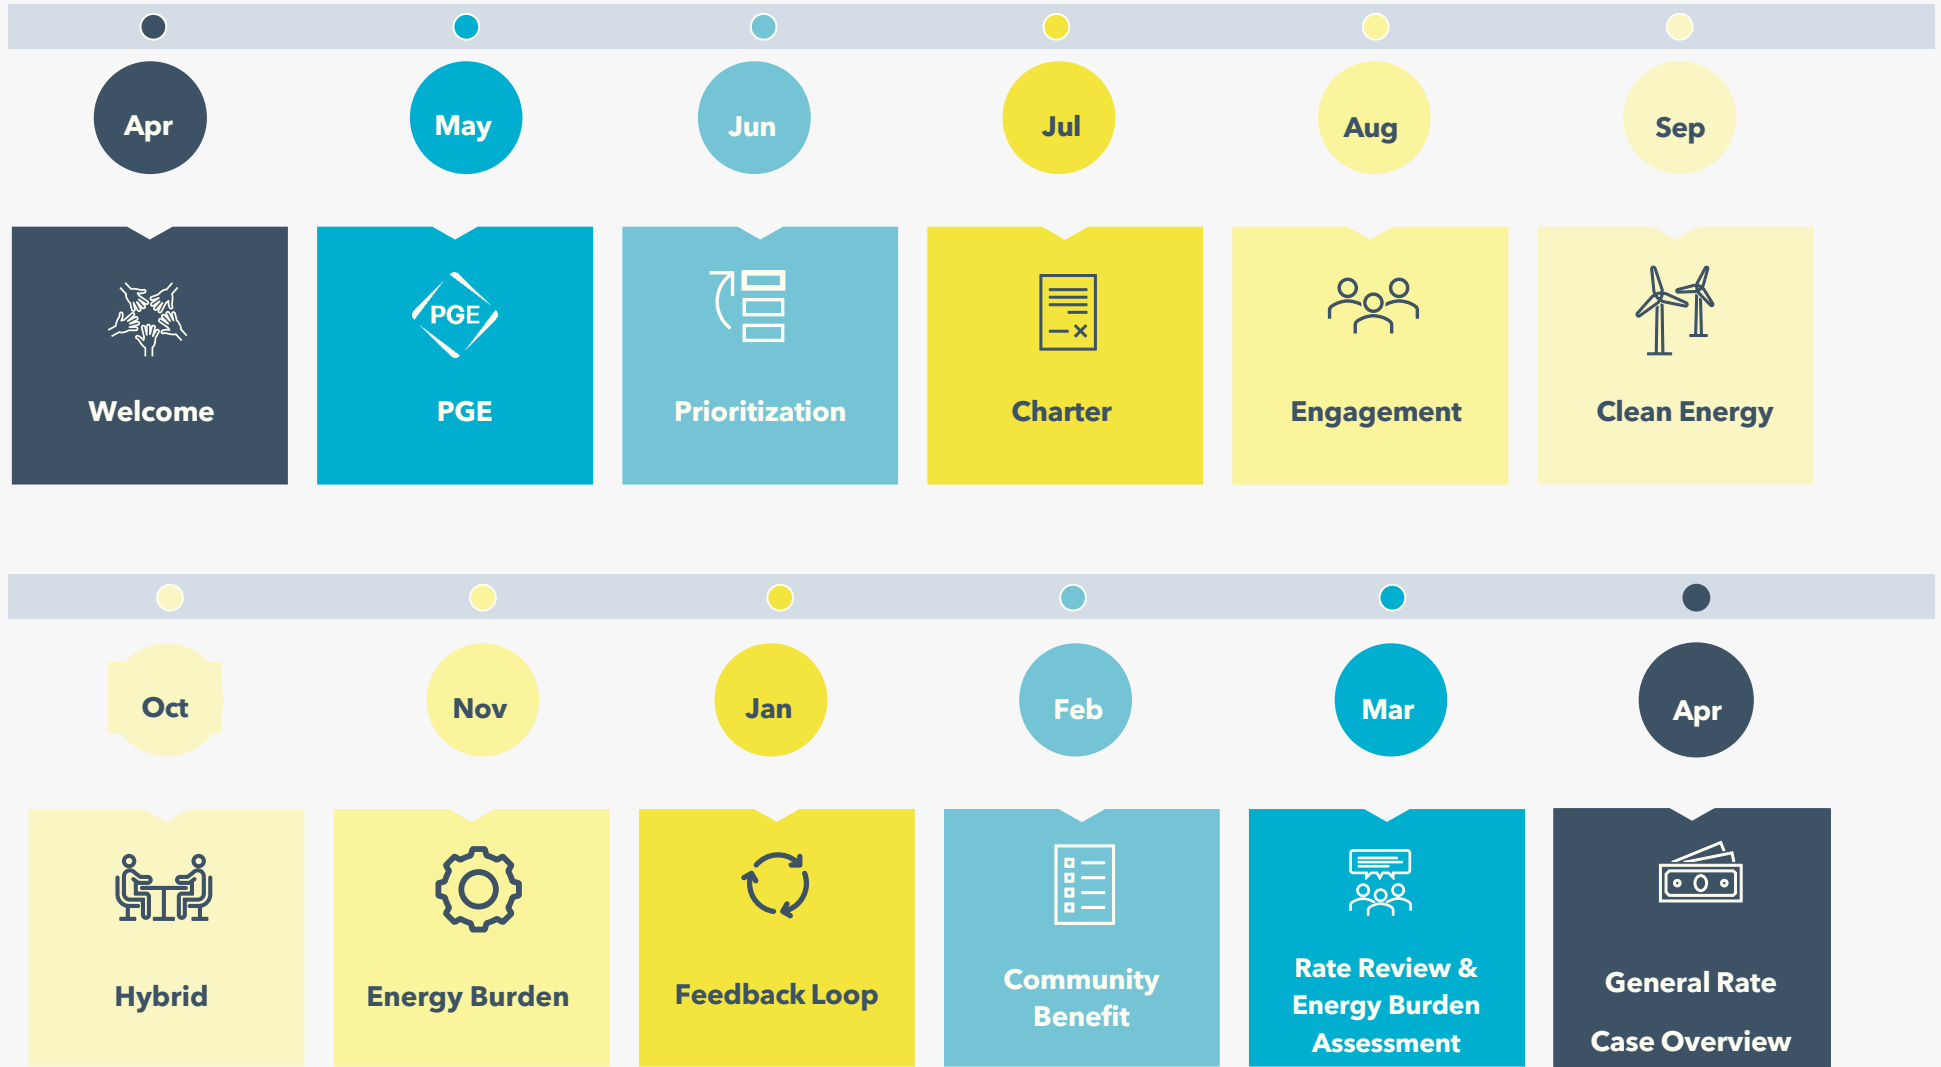 Apr
May
Jun
Jul
Aug
Sep
PGE
Welcome
PGE
Prioritization
Charter
Engagement
Clean Energy
Oct
Nov
Jan
Feb
Mar
Apr
Hybrid
Energy Burden
Feedback Loop
Community
Benefit
Rate Review &
Energy Burden
Assessment
General Rate
Case Overview